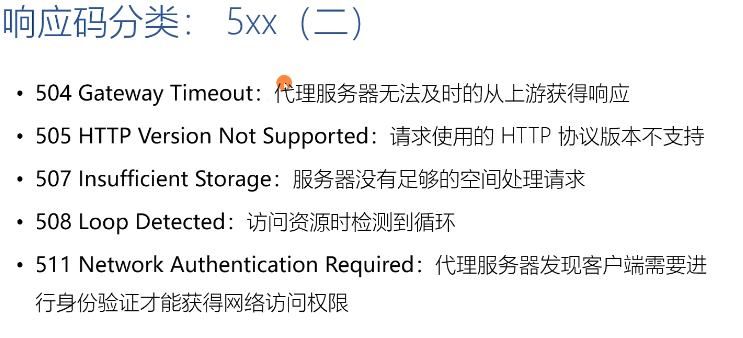 响应码分类： 5xx（二）
• 504 Gateway Timeout：代理服务器无法及时的从上游获得响应
• 505 HTTP Version Not Supported：请求使用的 HTTP 协议版本不支持
• 507 Insufficient Storage：服务器没有足够的空间处理请求
• 508 Loop Detected：访问资源时检测到循环
• 511 Network Authentication Required：代理服务器发现客户端需要进
行身份验证才能获得网络访问权限